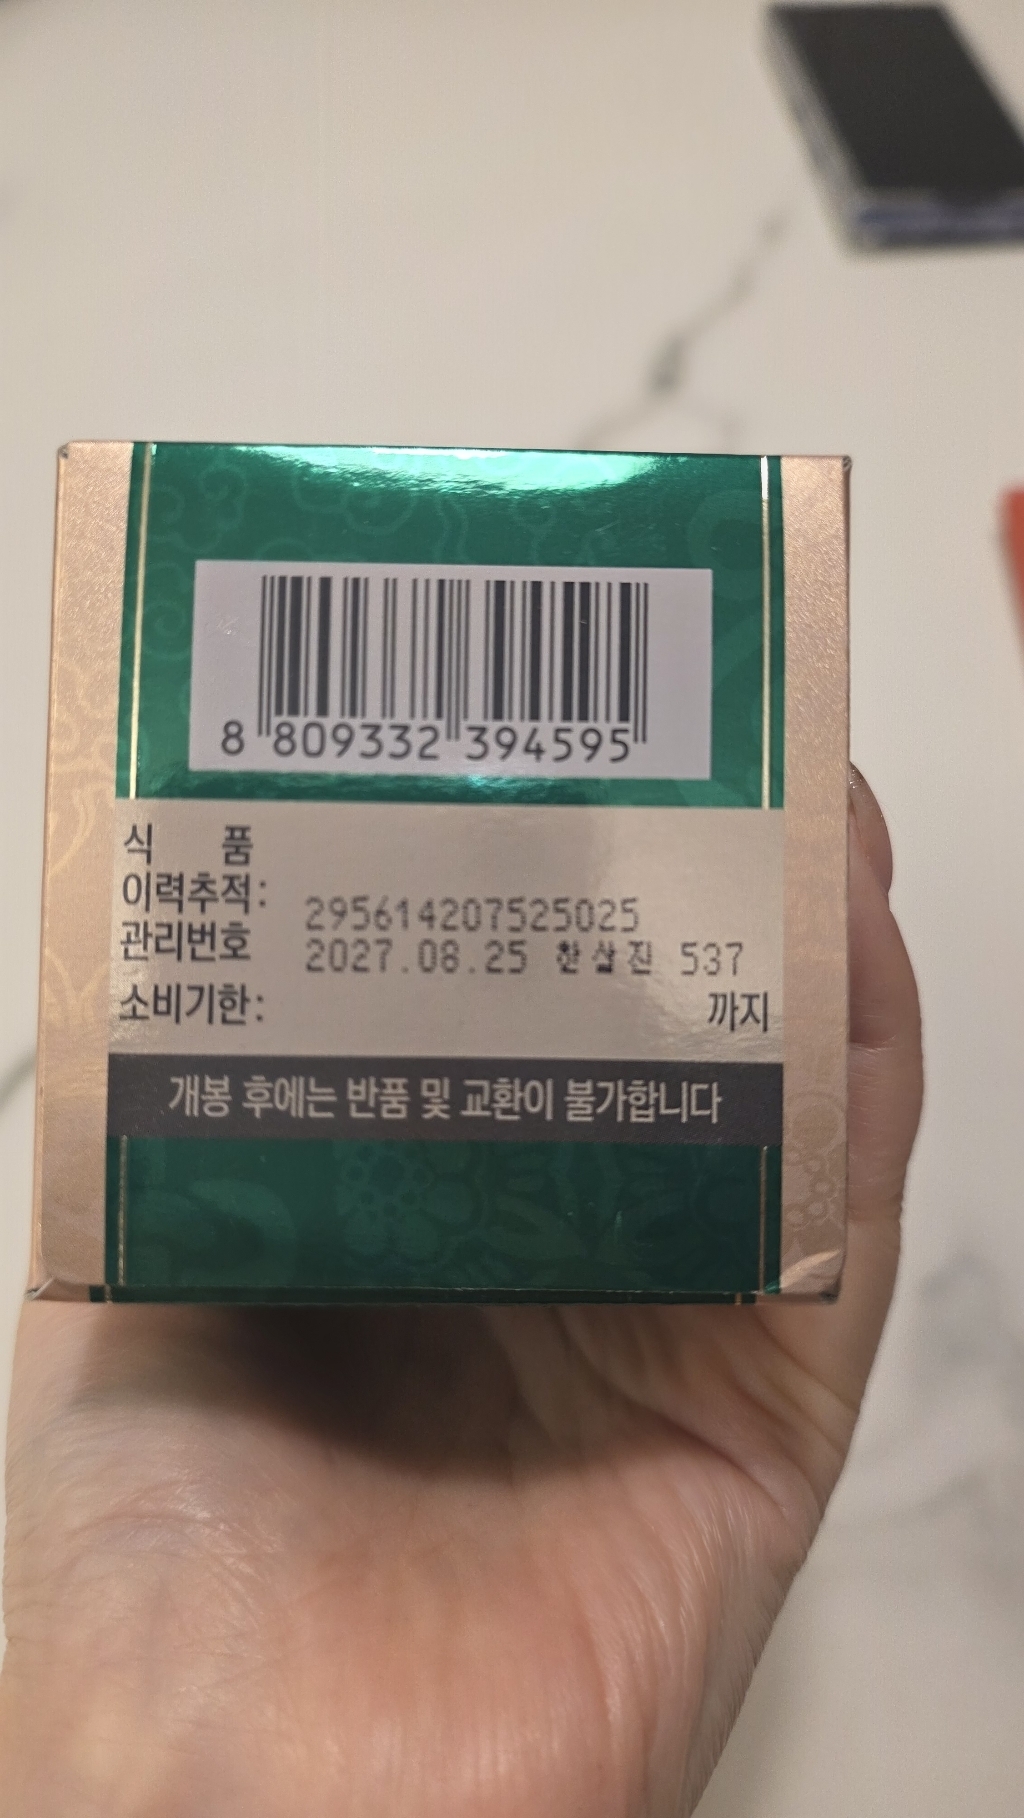 8 809332 394595
식 품
이력추적:
관리번호
295614207525025
2027.08.25 한살진 537
소비기한: 까지
개봉 후에는 반품 및 교환이 불가합니다